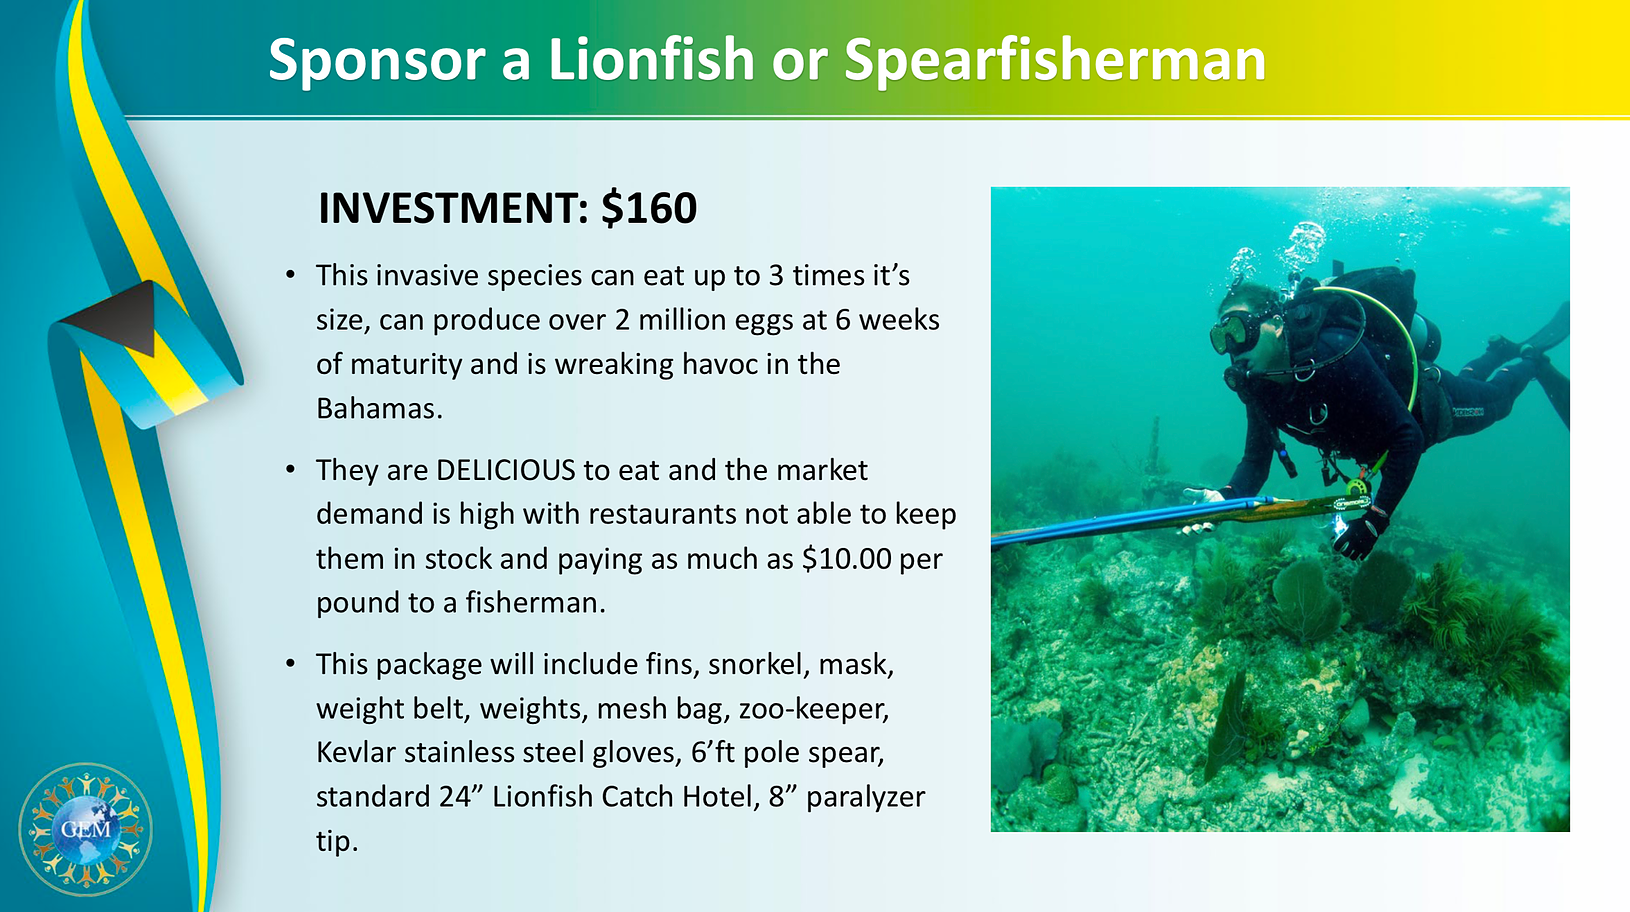 Sponsor a Lionfish or Spearfisherman
INVESTMENT: $160
• This invasive species can eat up to 3 times it’s
size, can produce over 2 million eggs at 6 weeks
of maturity and is wreaking havoc in the
Bahamas.
• They are DELICIOUS to eat and the market
demand is high with restaurants not able to keep
them in stock and paying as much as $10.00 per
pound to a fisherman.
• This package will include fins, snorkel, mask,
weight belt, weights, mesh bag, zoo-keeper,
Kevlar stainless steel gloves, 6’ft pole spear,
standard 24” Lionfish Catch Hotel, 8” paralyzer
tip.
GEM